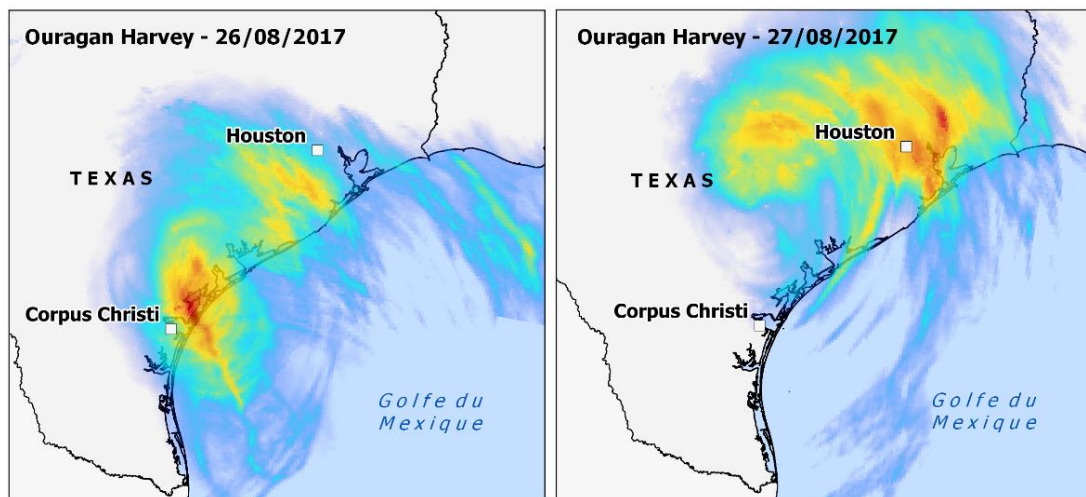 Ouragan Harvey - 26/08/2017
Houston
TEXAS
Corpus Christi
Golfe du
Mexique
Ouragan Harvey - 27/08/2017
Houston
TEXAS
Corpus Christi
Golfe du
Mexique